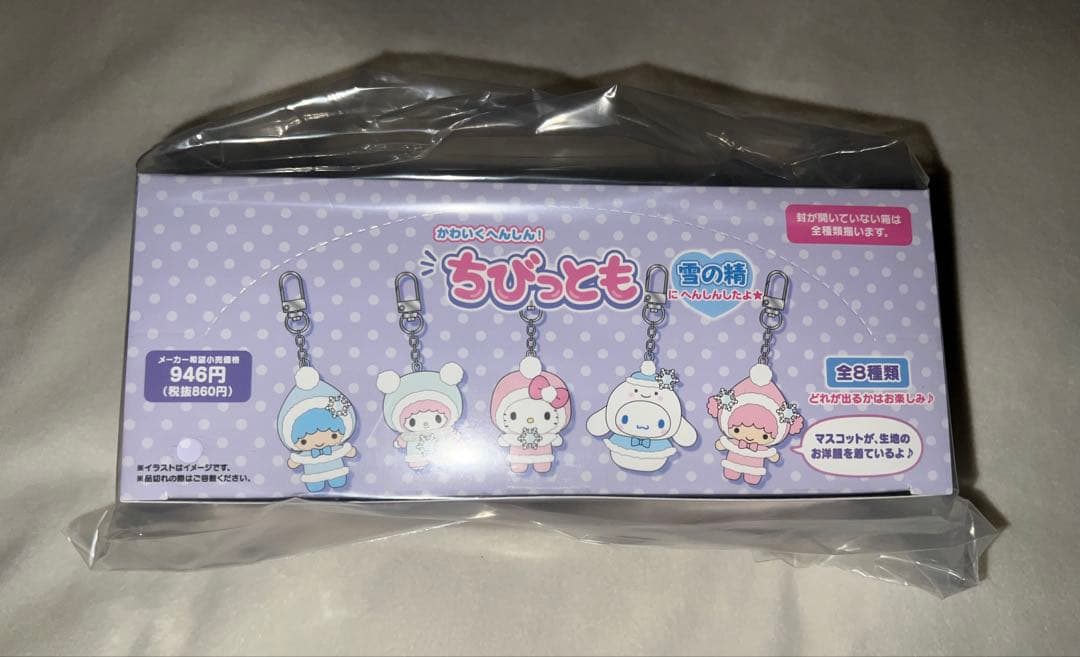 封が開いていない箱は
全種類揃います。
かわいくへんしん!
ちびっとも
雪の精
にへんしんしたよ★
メーカー希望小売価格
946円
(税抜860円)
全8種類
どれが出るかはお楽しみ♪
マスコットが、生地の
お洋服を着ているよ♪
※イラストはイメージです。
※品切れの際はご容赦ください。